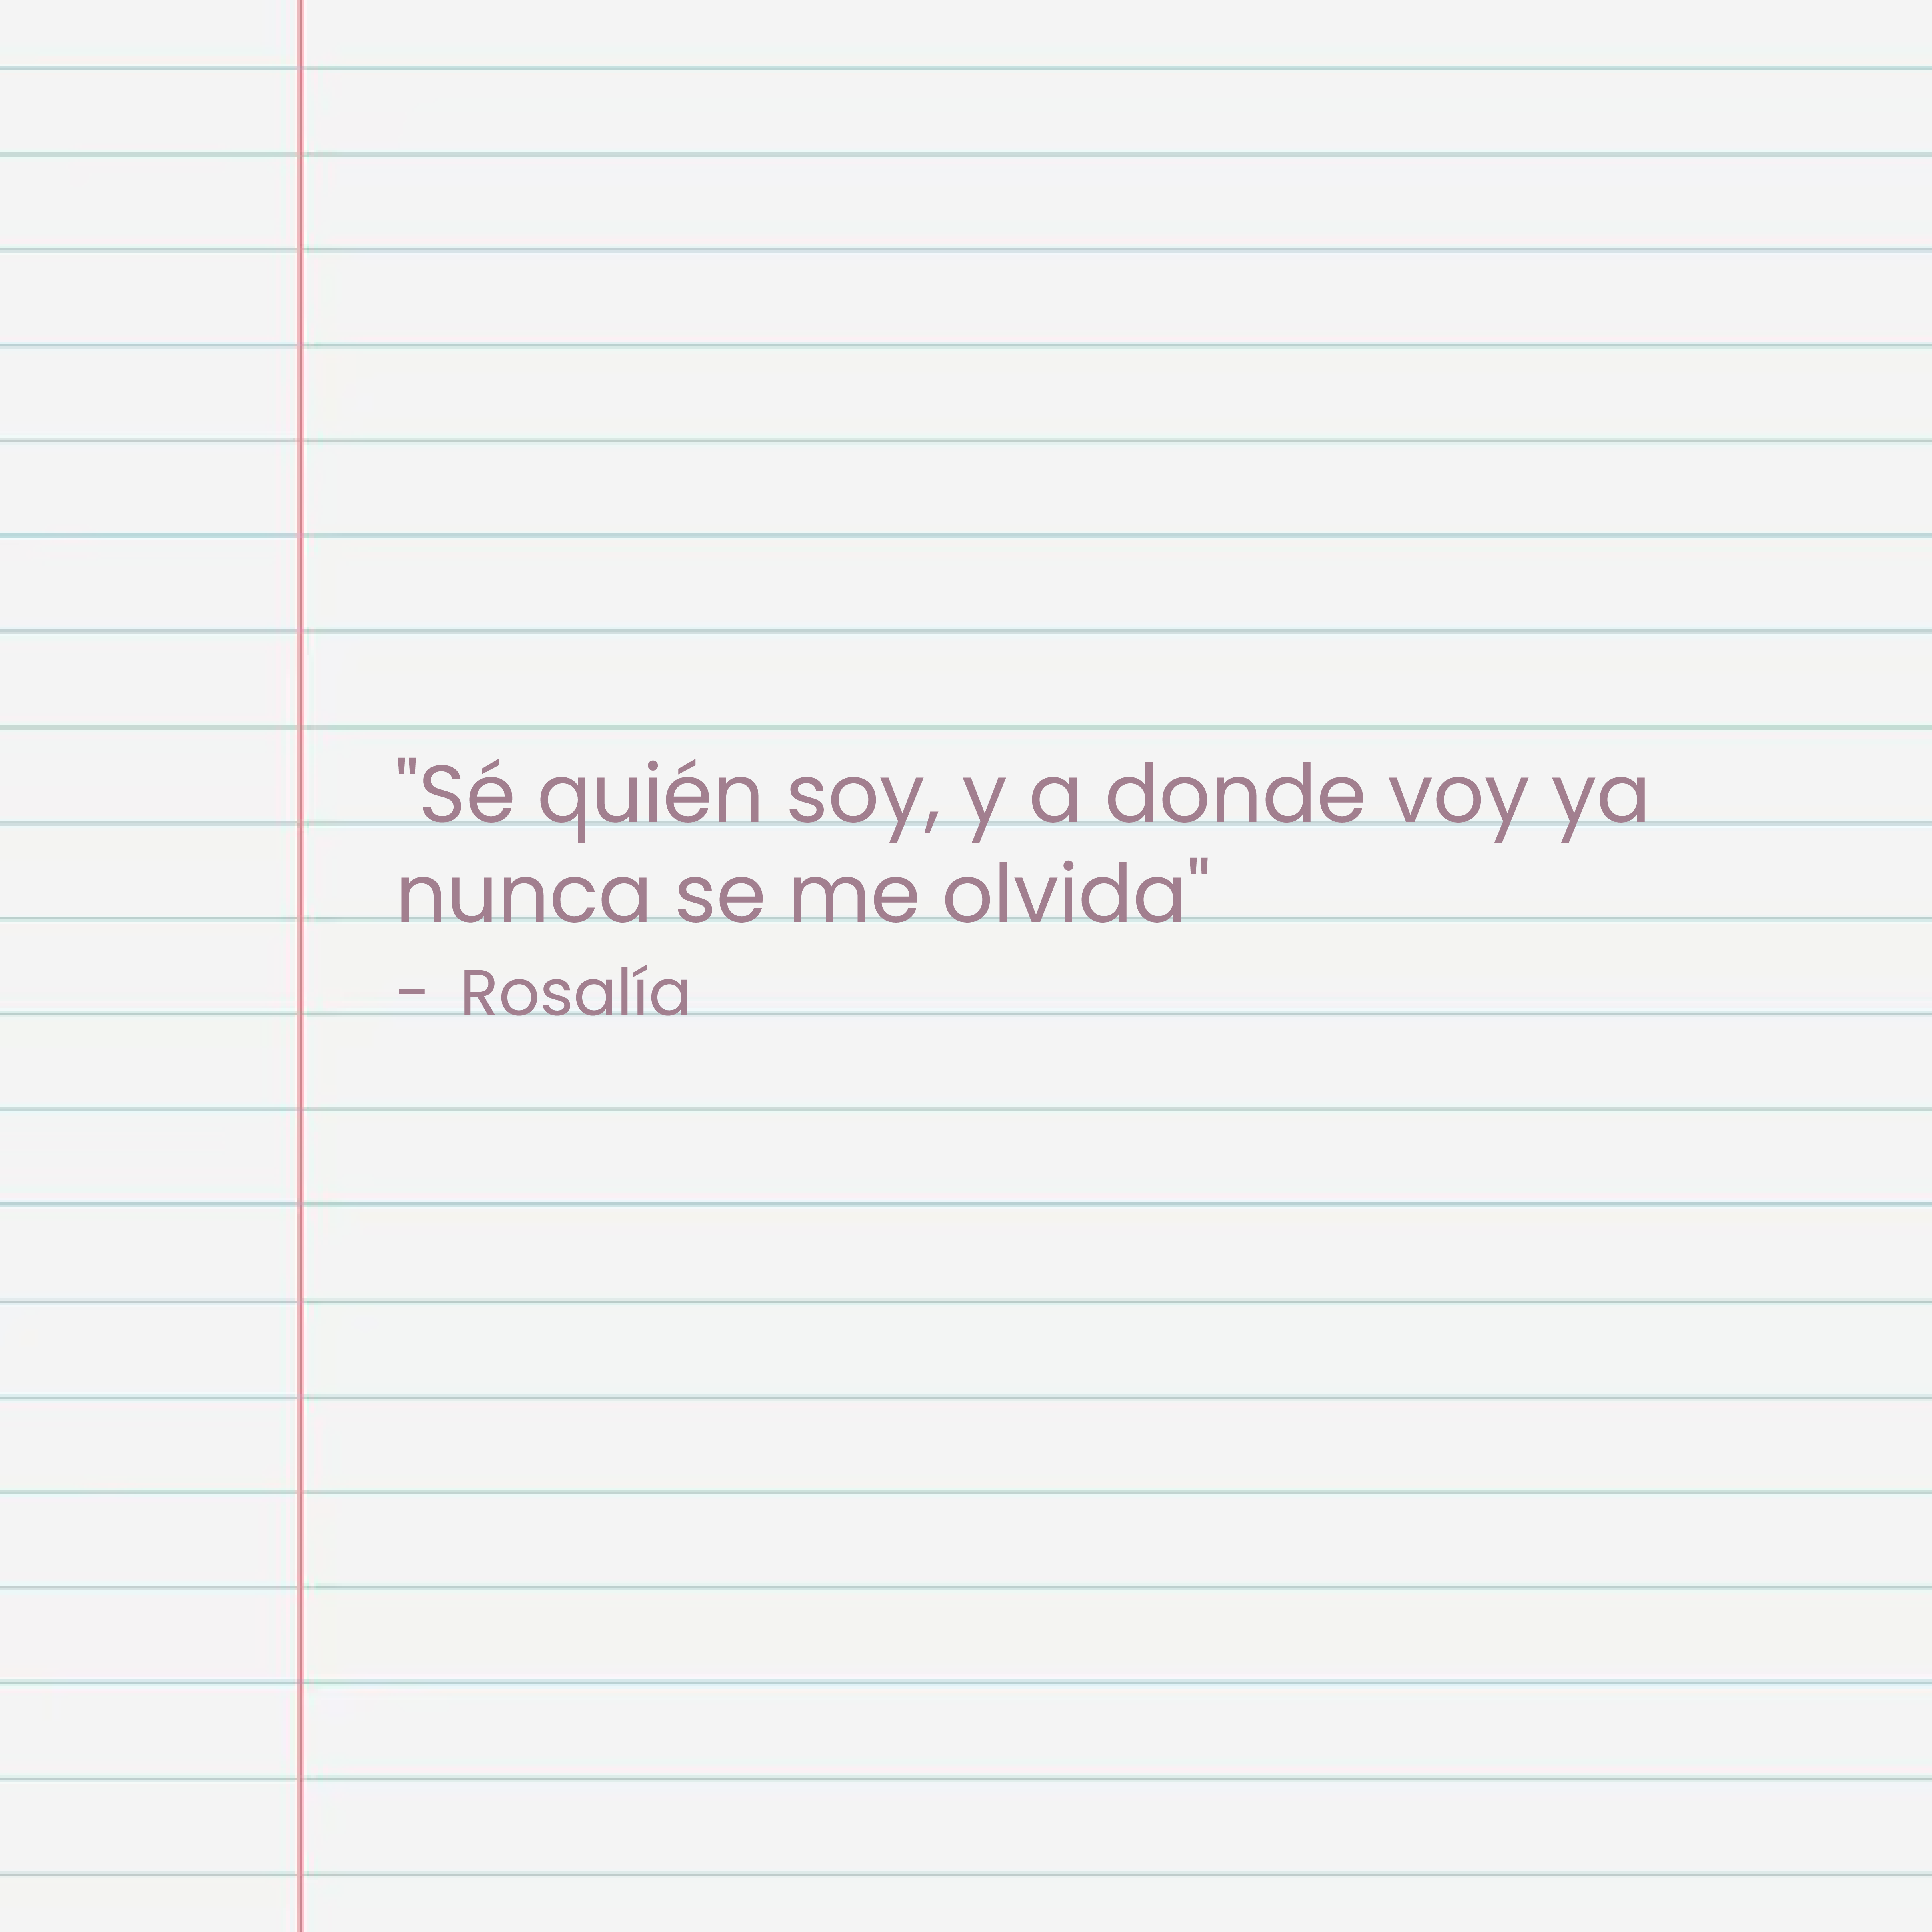 "Sé quién soy, y a donde voy ya
nunca se me olvida"
- Rosalía